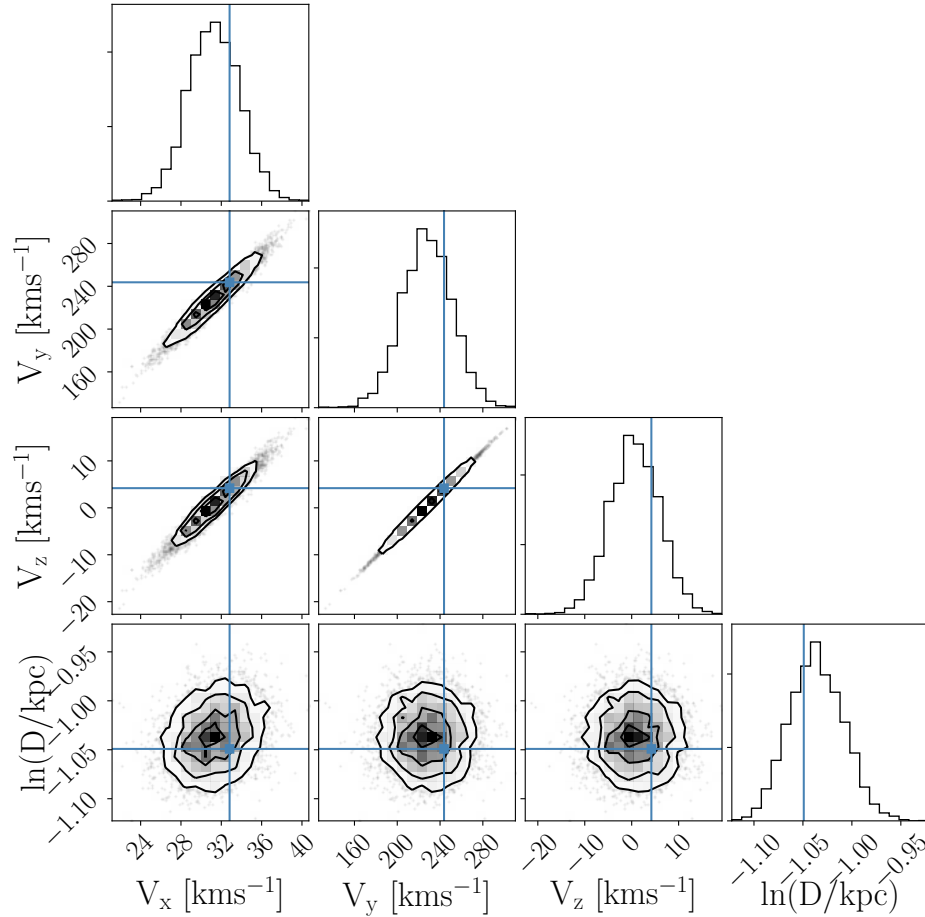 V_y [kms⁻¹]
280
240
200
160
V_z [kms⁻¹]
10
0
−10
−20
ln(D/kpc)
−0.95
−1.00
−1.05
−1.10
24 28 32 36 40
160 200 240 280
−20 −10 0 10
−1.10 −1.05 −1.00 −0.95
V_x [kms⁻¹] V_y [kms⁻¹] V_z [kms⁻¹] ln(D/kpc)